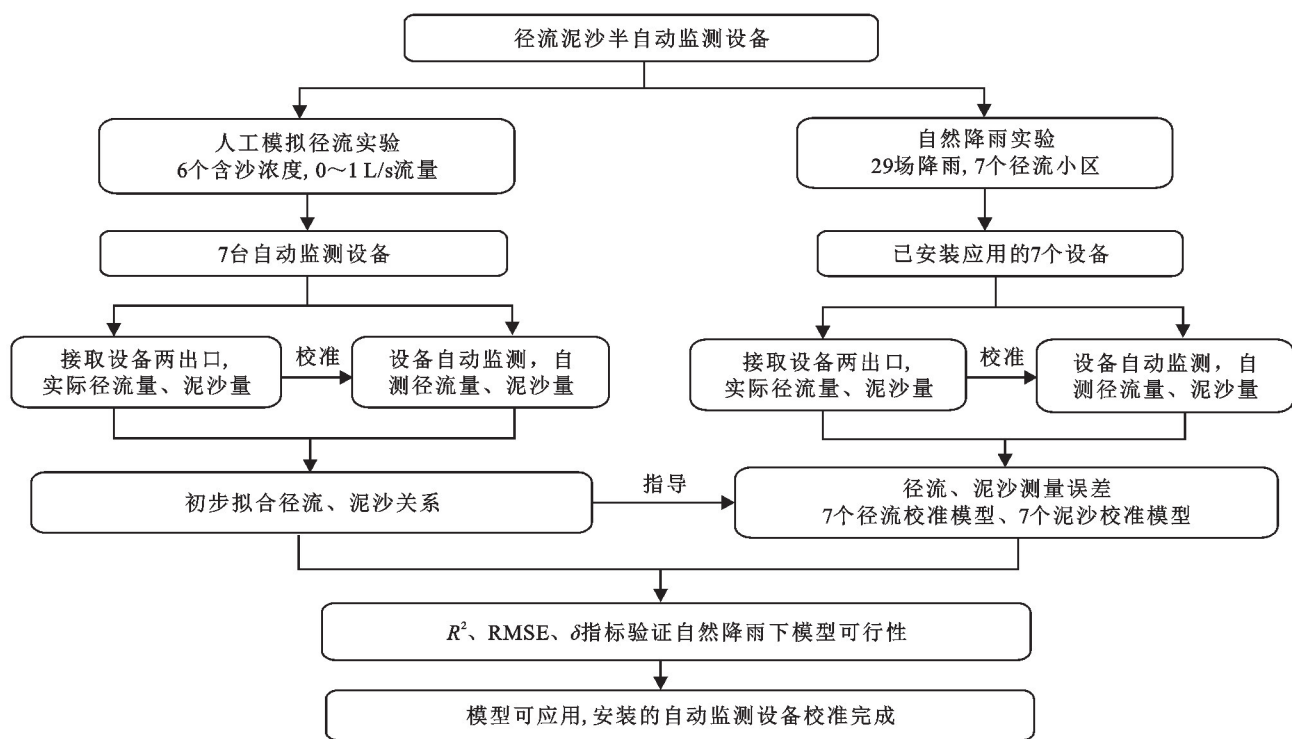 径流泥沙半自动监测设备
人工模拟径流实验
6个含沙浓度, 0～1 L/s流量
自然降雨实验
29场降雨, 7个径流小区
7台自动监测设备
已安装应用的7个设备
接取设备两出口,
实际径流量、泥沙量
校准
设备自动监测，自
测径流量、泥沙量
接取设备两出口,
实际径流量、泥沙量
校准
设备自动监测，自
测径流量、泥沙量
初步拟合径流、泥沙关系
指导
径流、泥沙测量误差
7个径流校准模型、7个泥沙校准模型
R²、RMSE、δ指标验证自然降雨下模型可行性
模型可应用, 安装的自动监测设备校准完成